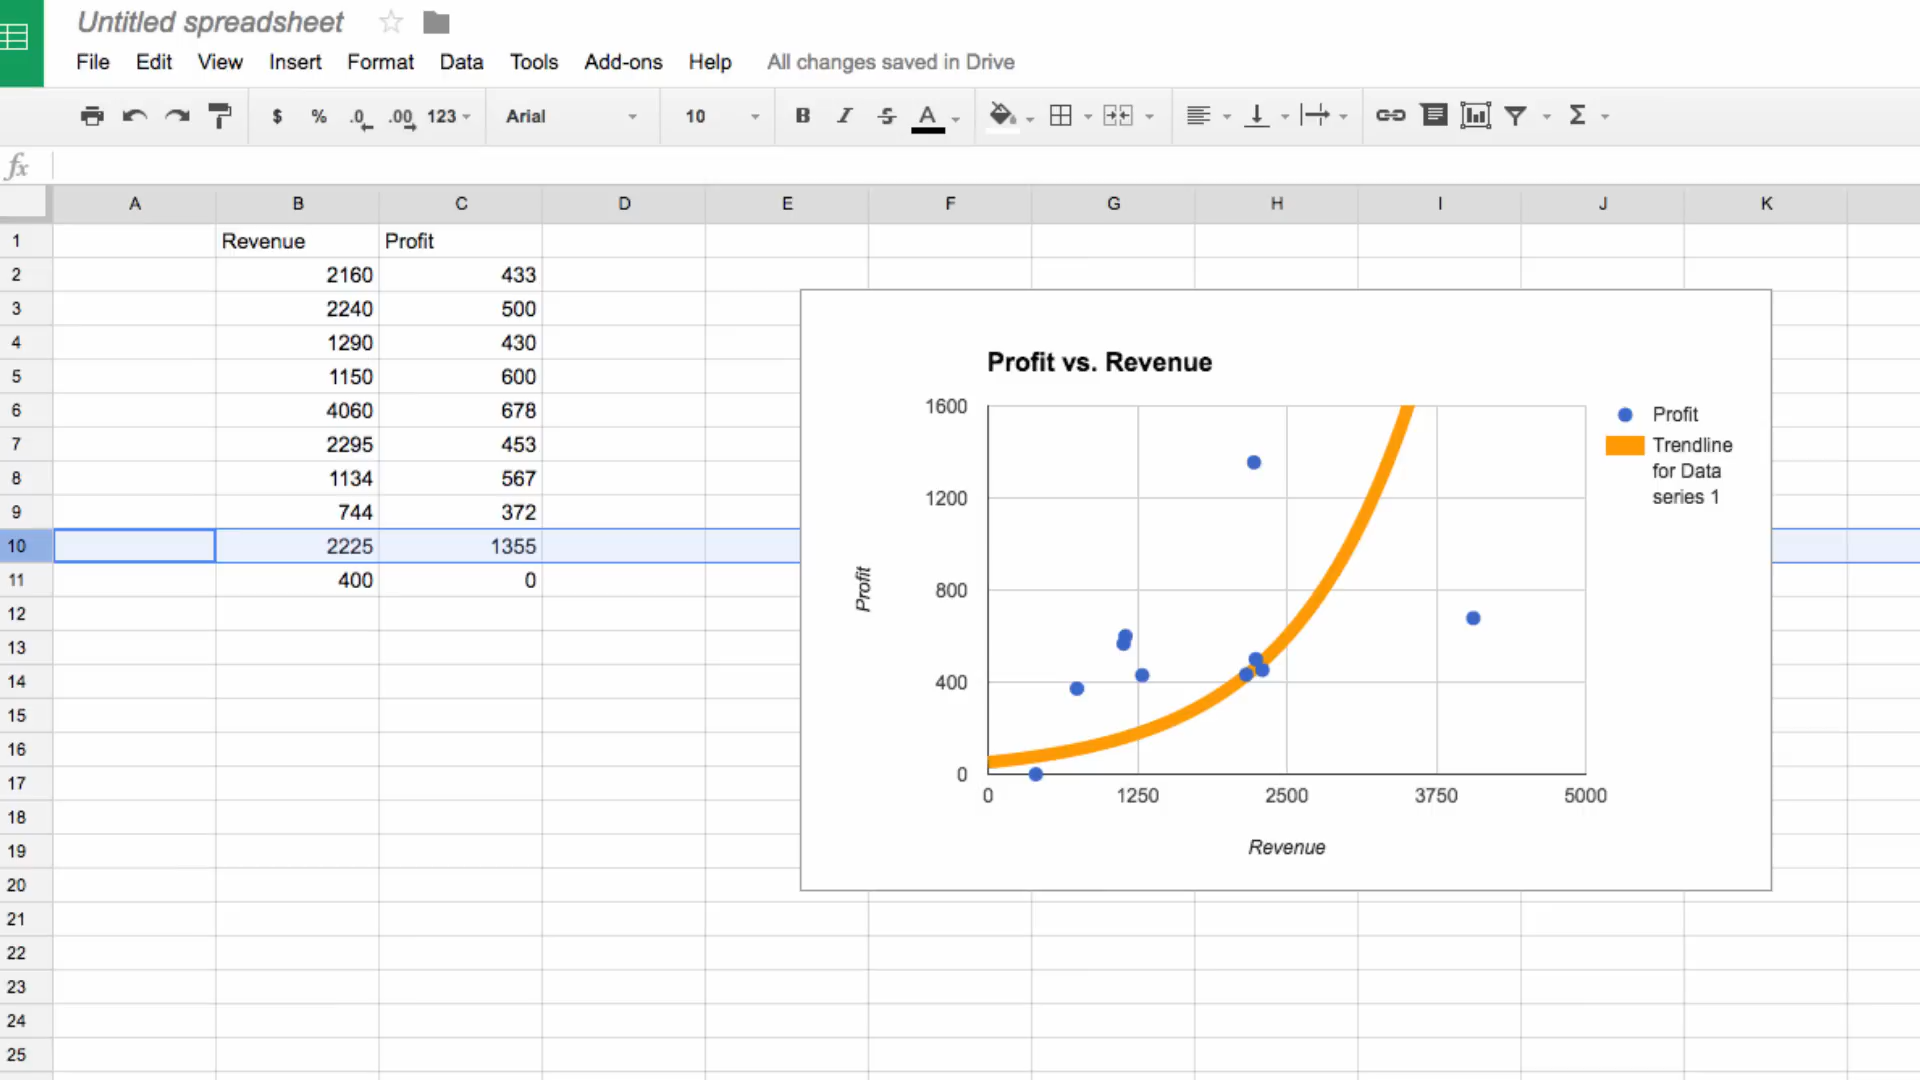 Untitled spreadsheet
File Edit View Insert Format Data Tools Add-ons Help All changes saved in Drive
$ % .0 .00 123 Arial 10 B I S A Σ
fx
A B C D E F G H I J K
1 Revenue Profit
2 2160 433
3 2240 500
4 1290 430
5 1150 600
6 4060 678
7 2295 453
8 1134 567
9 744 372
10 2225 1355
11 400 0
12
13
14
15
16
17
18
19
20
21
22
23
24
25
Profit vs. Revenue
1600
1200
800
400
0
Profit
0 1250 2500 3750 5000
Revenue
Profit
Trendline
for Data
series 1